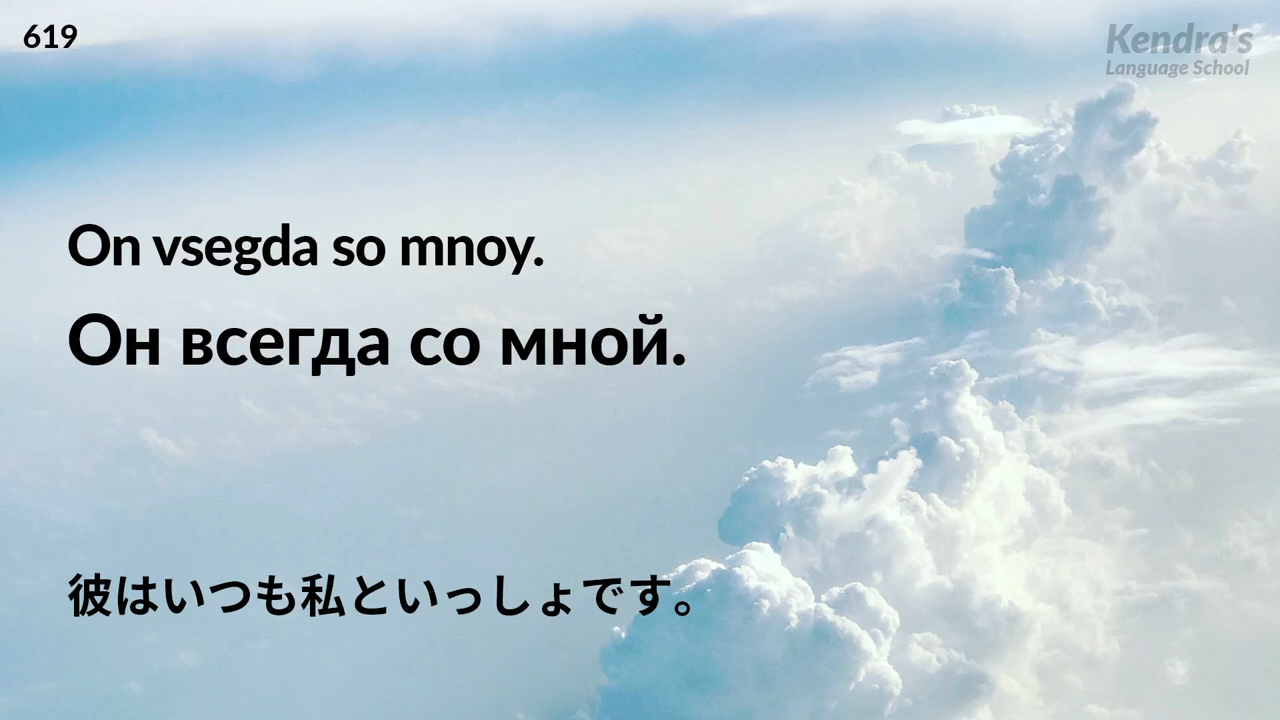 619
Kendra's
Language School
On vsegda so mnoy.
Он всегда со мной.
彼はいつも私といっしょです。